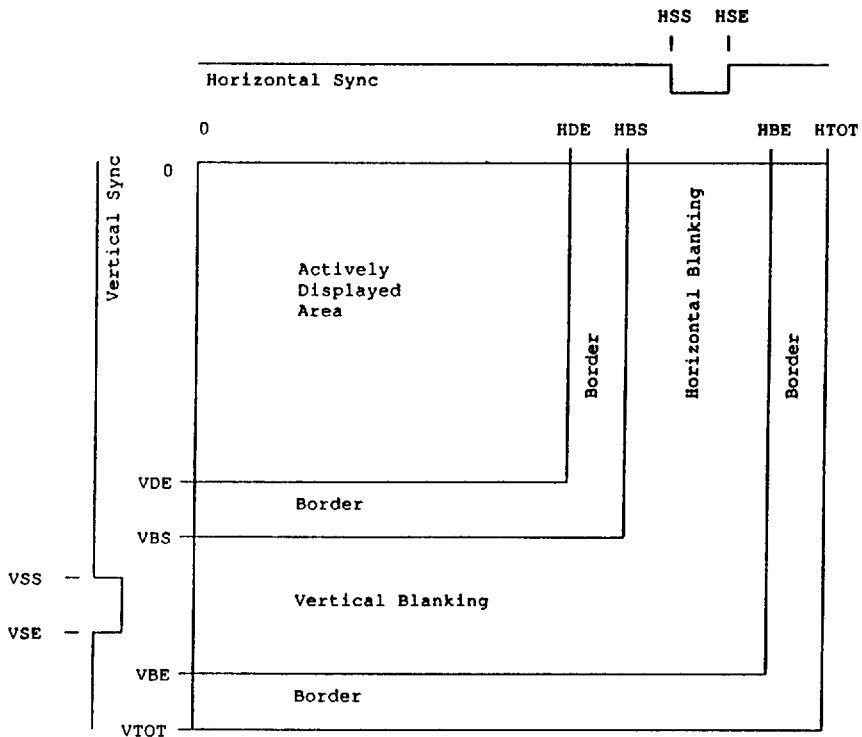 HSS HSE
Horizontal Sync
0 HDE HBS HBE HTOT
0
Vertical Sync
Horizontal Blanking
Actively
Displayed
Area
Border
Border
VDE
Border
VBS
VSS
Vertical Blanking
VSE
VBE
Border
VTOT